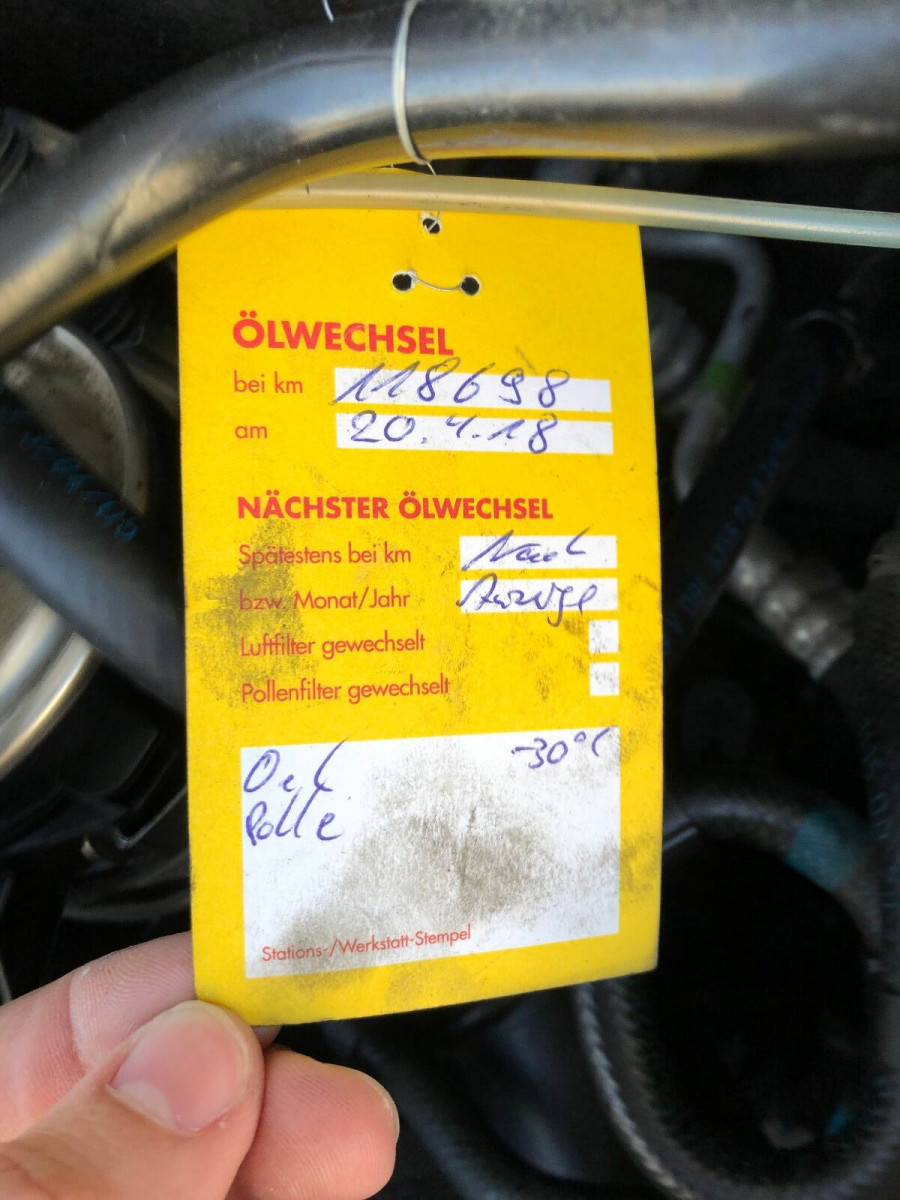 ÖLWECHSEL
bei km 118698
am 20.4.18
NÄCHSTER ÖLWECHSEL
Spätestens bei km Nach
bzw. Monat/Jahr Anzeige
Luftfilter gewechselt
Pollenfilter gewechselt
Oel -30°C
Polle
Stations-/Werkstatt-Stempel